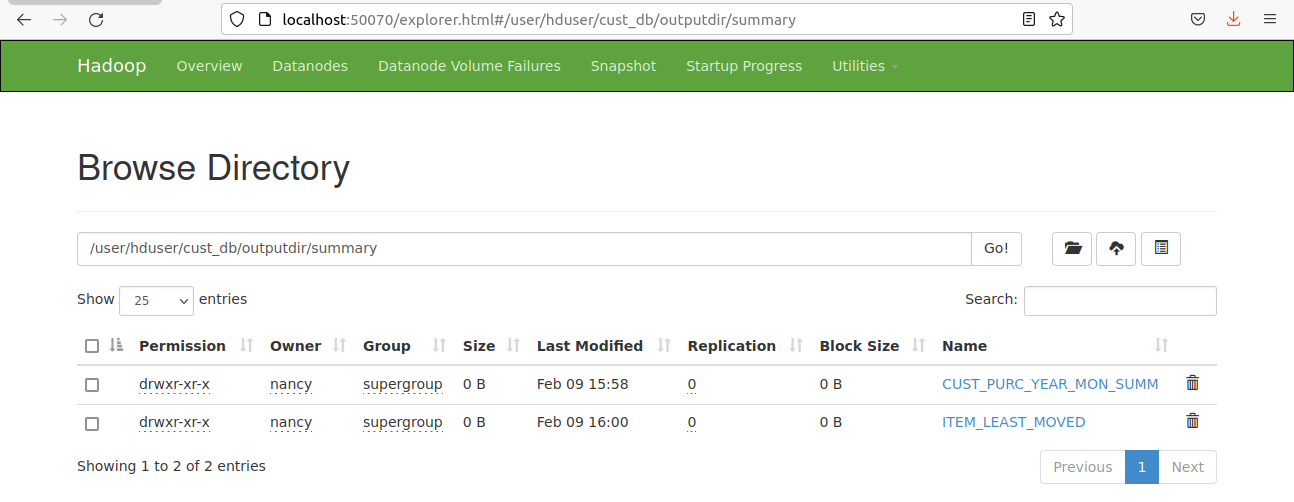 localhost:50070/explorer.html#/user/hduser/cust_db/outputdir/summary
Hadoop Overview Datanodes Datanode Volume Failures Snapshot Startup Progress Utilities
Browse Directory
/user/hduser/cust_db/outputdir/summary Go!
Show 25 entries Search:
Permission Owner Group Size Last Modified Replication Block Size Name
drwxr-xr-x nancy supergroup 0 B Feb 09 15:58 0 0 B CUST_PURC_YEAR_MON_SUMM
drwxr-xr-x nancy supergroup 0 B Feb 09 16:00 0 0 B ITEM_LEAST_MOVED
Showing 1 to 2 of 2 entries Previous 1 Next